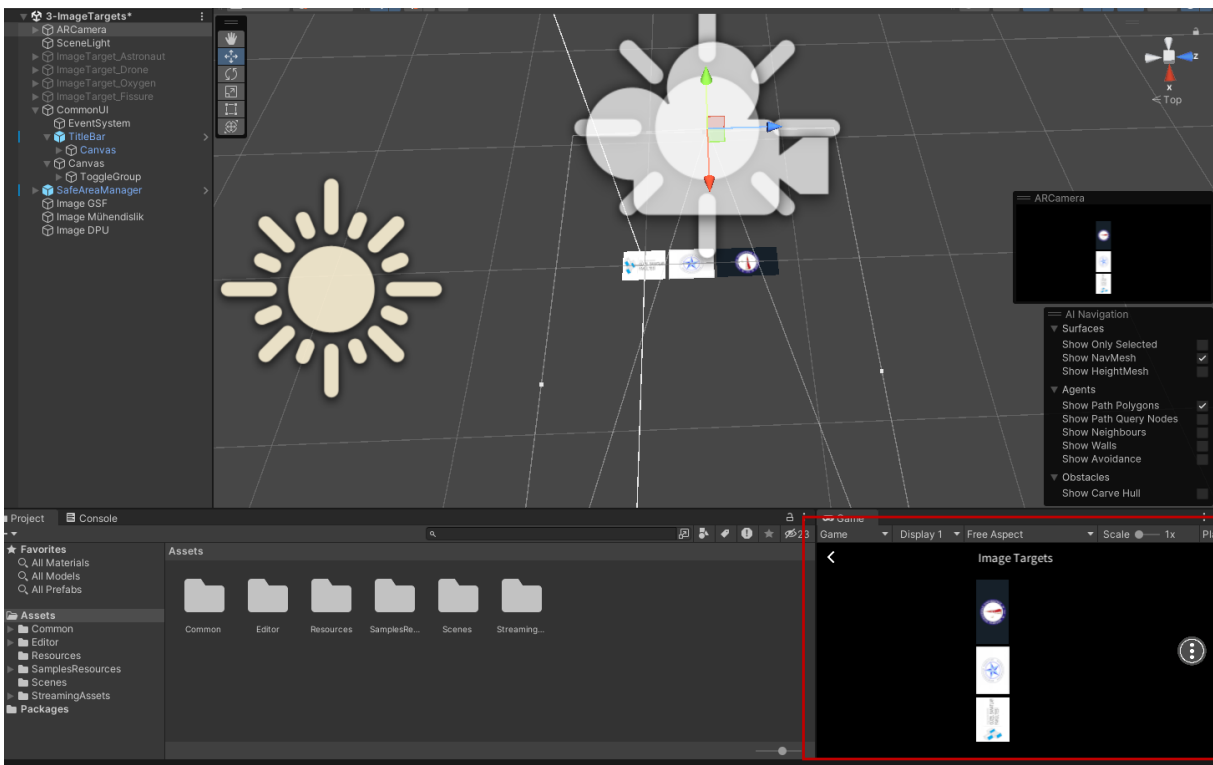 3-ImageTargets*
ARCamera
SceneLight
ImageTarget_Astronaut
ImageTarget_Drone
ImageTarget_Oxygen
ImageTarget_Fissure
CommonUI
EventSystem
TitleBar
Canvas
Canvas
ToggleGroup
SafeAreaManager
Image GSF
Image Mühendislik
Image DPU
z
x
Top
ARCamera
AI Navigation
Surfaces
Show Only Selected
Show NavMesh
Show HeightMesh
Agents
Show Path Polygons
Show Path Query Nodes
Show Neighbours
Show Walls
Show Avoidance
Obstacles
Show Carve Hull
Project Console
23
Favorites
All Materials
All Models
All Prefabs
Assets
Common
Editor
Resources
SamplesResources
Scenes
StreamingAssets
Packages
Assets
Common Editor Resources SamplesRe... Scenes Streaming...
Game
Game Display 1 Free Aspect Scale 1x Pl
Image Targets